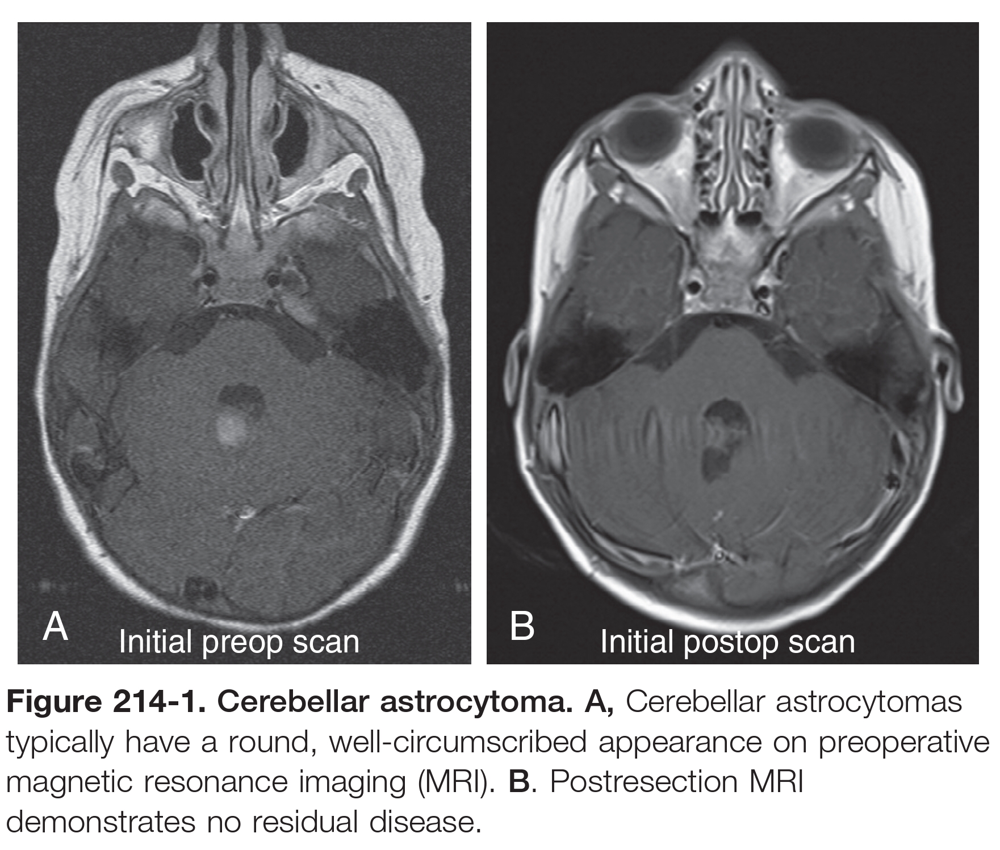 A
Initial preop scan
B
Initial postop scan
Figure 214-1. Cerebellar astrocytoma. A, Cerebellar astrocytomas
typically have a round, well-circumscribed appearance on preoperative
magnetic resonance imaging (MRI). B. Postresection MRI
demonstrates no residual disease.